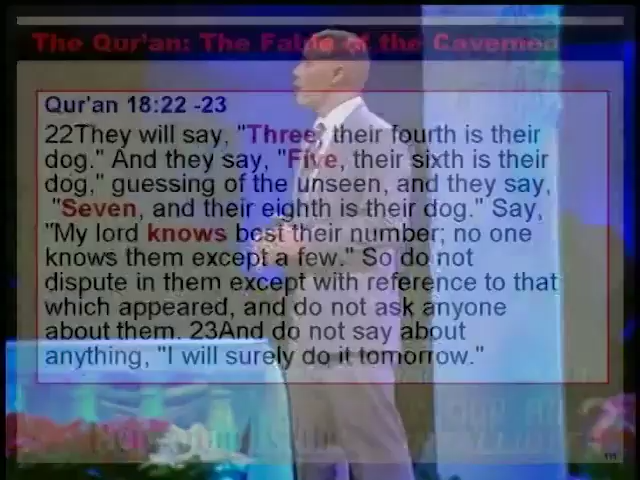 The Qur'an: The Fable of the Cavemen
Qur'an 18:22 -23
22They will say, "Three, their fourth is their
dog." And they say, "Five, their sixth is their
dog," guessing of the unseen, and they say,
"Seven, and their eighth is their dog." Say,
"My lord knows best their number; no one
knows them except a few." So do not
dispute in them except with reference to that
which appeared, and do not ask anyone
about them. 23And do not say about
anything, "I will surely do it tomorrow."